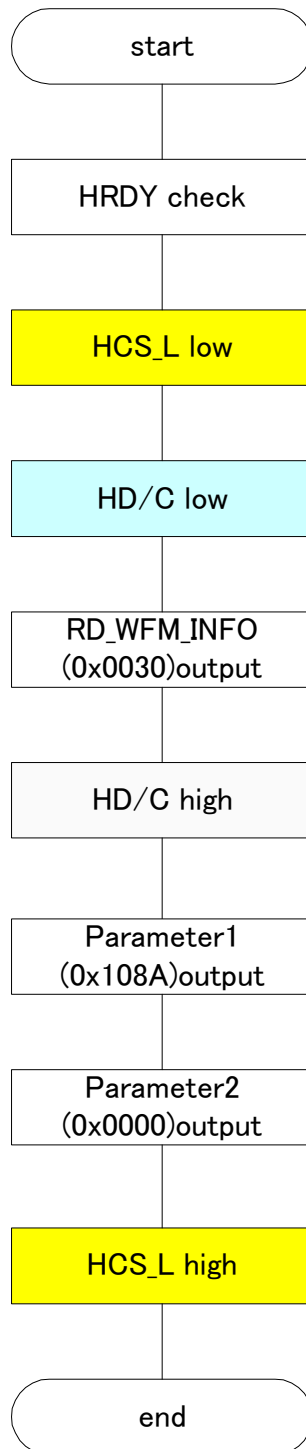 start
HRDY check
HCS_L low
HD/C low
RD_WFM_INFO
(0x0030)output
HD/C high
Parameter1
(0x108A)output
Parameter2
(0x0000)output
HCS_L high
end